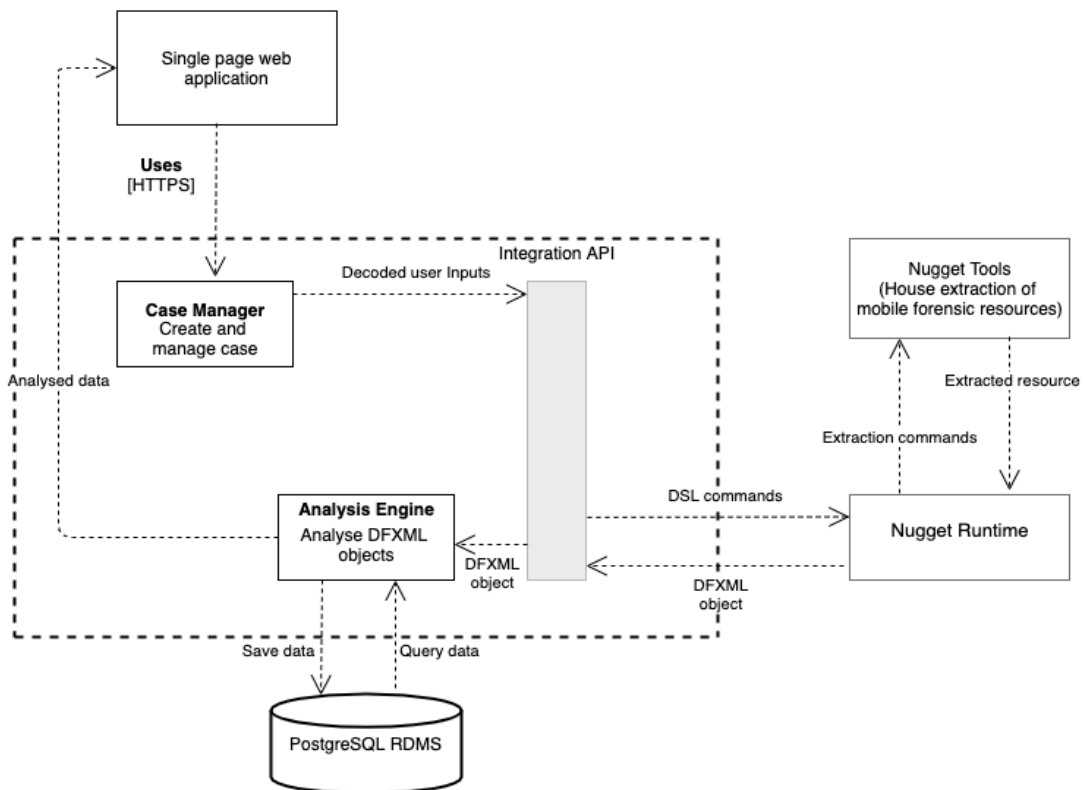 Single page web
application
Uses
[HTTPS]
Integration API
Decoded user Inputs
Nugget Tools
(House extraction of
mobile forensic resources)
Case Manager
Create and
manage case
Analysed data
Extracted resource
Extraction commands
DSL commands
Analysis Engine
Analyse DFXML
objects
Nugget Runtime
DFXML
object
DFXML
object
Save data
Query data
PostgreSQL RDMS